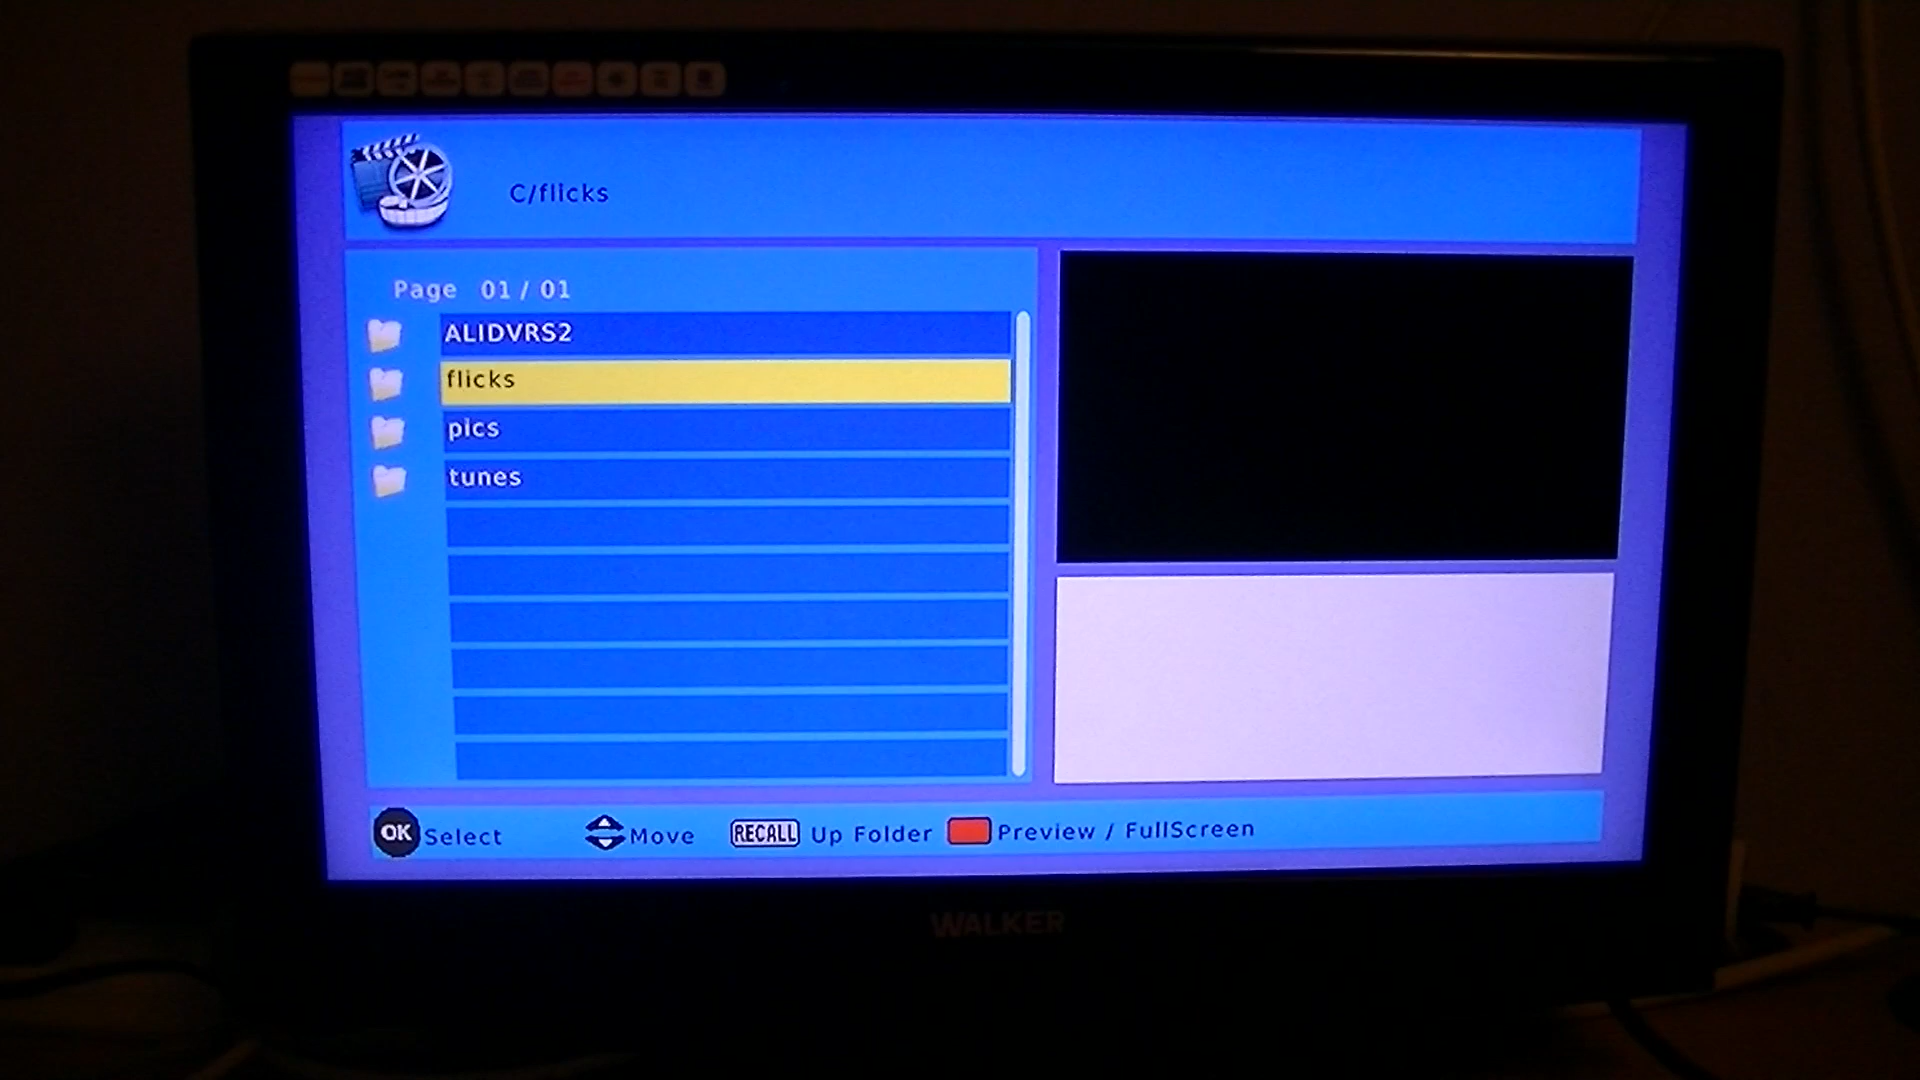 C/flicks
Page 01 / 01
ALIDVRS2
flicks
pics
tunes
OK Select Move RECALL Up Folder Preview / FullScreen
WALKER